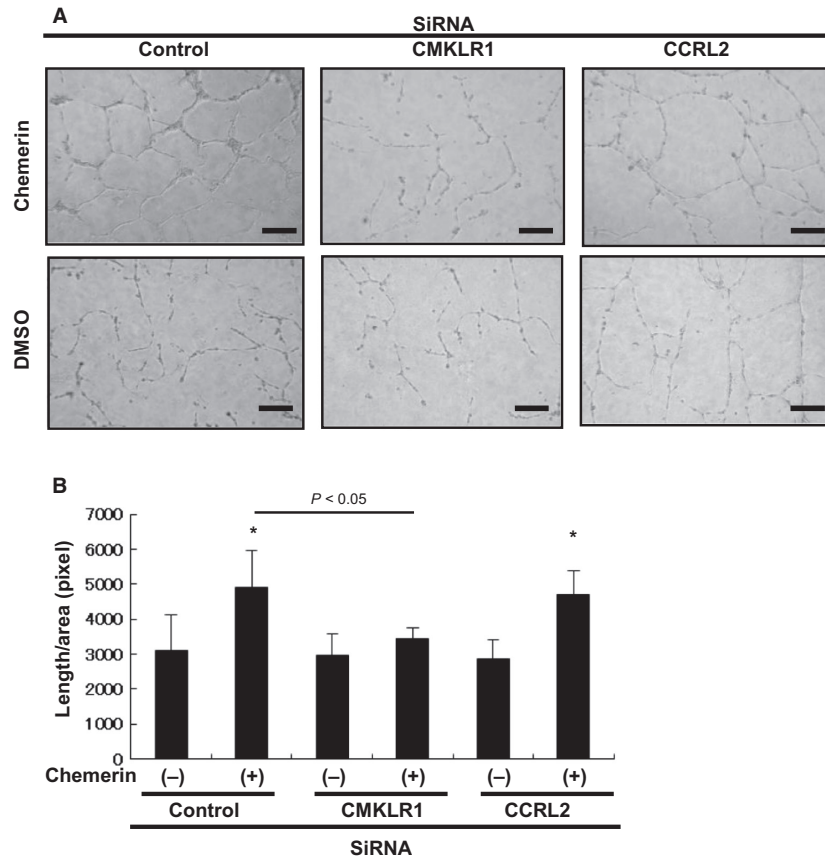 A
SiRNA
Control CMKLR1 CCRL2
Chemerin
DMSO
B
P < 0.05
* *
Length/area (pixel)
7000
6000
5000
4000
3000
2000
1000
0
Chemerin (–) (+) (–) (+) (–) (+)
Control CMKLR1 CCRL2
SiRNA